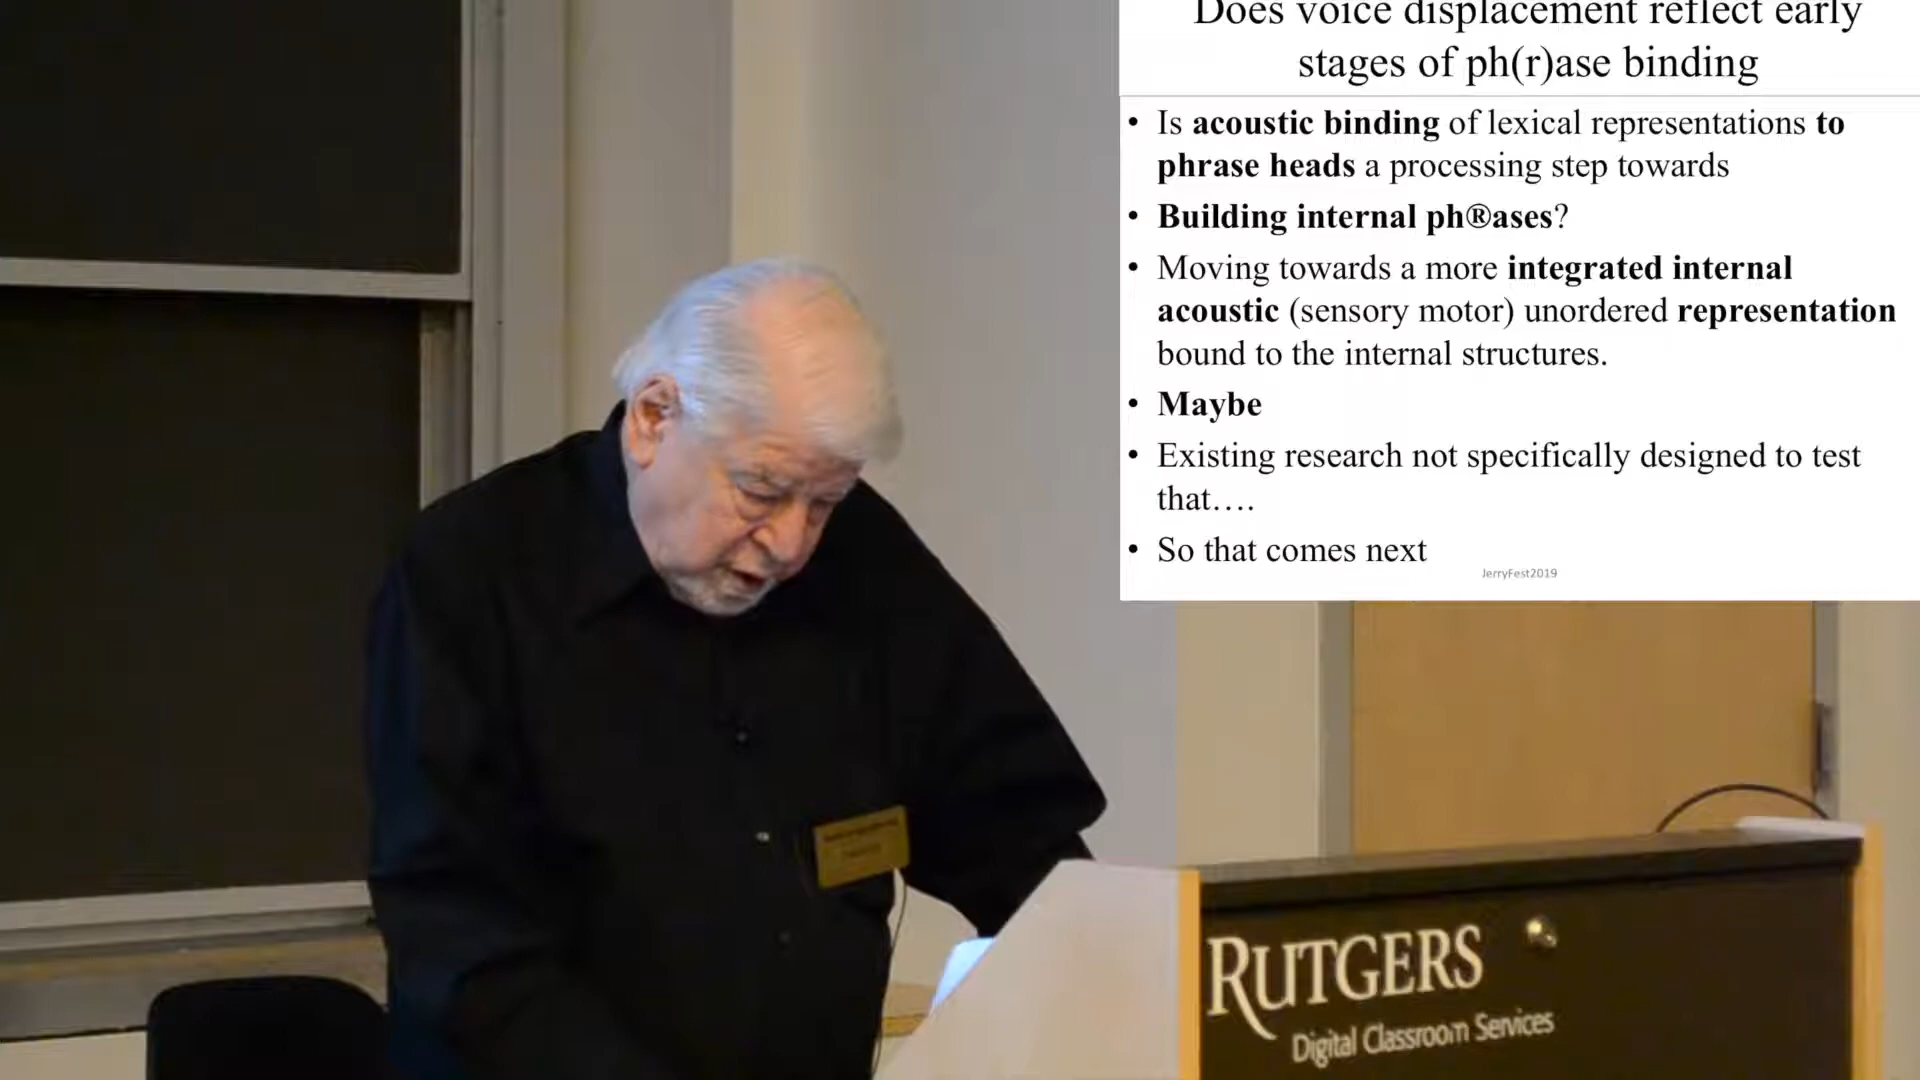 Does voice displacement reflect early
stages of ph(r)ase binding
• Is acoustic binding of lexical representations to
phrase heads a processing step towards
• Building internal ph®ases?
• Moving towards a more integrated internal
acoustic (sensory motor) unordered representation
bound to the internal structures.
• Maybe
• Existing research not specifically designed to test
that….
• So that comes next
JerryFest2019
RUTGERS
Digital Classroom Services